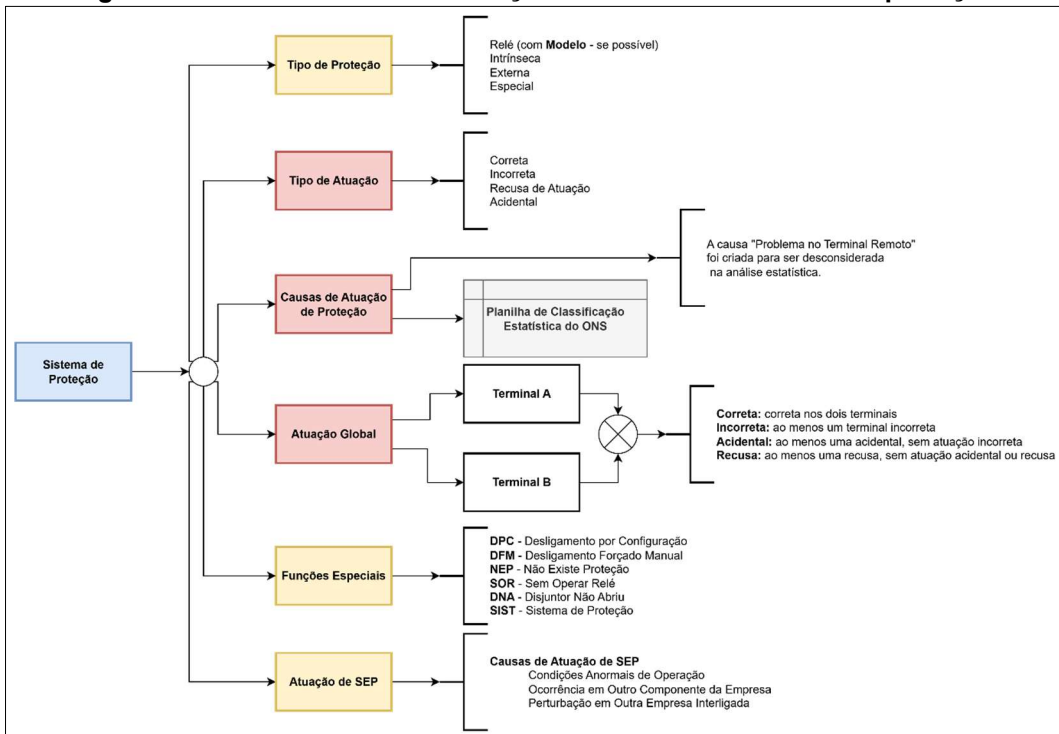 Tipo de Proteção
Relé (com Modelo - se possível)
Intrínseca
Externa
Especial
Tipo de Atuação
Correta
Incorreta
Recusa de Atuação
Acidental
Causas de Atuação
de Proteção
A causa "Problema no Terminal Remoto"
foi criada para ser desconsiderada
na análise estatística.
Planilha de Classificação
Estatística do ONS
Sistema de
Proteção
Atuação Global
Terminal A
Terminal B
Correta: correta nos dois terminais
Incorreta: ao menos um terminal incorreta
Acidental: ao menos uma acidental, sem atuação incorreta
Recusa: ao menos uma recusa, sem atuação acidental ou recusa
Funções Especiais
DPC - Desligamento por Configuração
DFM - Desligamento Forçado Manual
NEP - Não Existe Proteção
SOR - Sem Operar Relé
DNA - Disjuntor Não Abriu
SIST - Sistema de Proteção
Atuação de SEP
Causas de Atuação de SEP
Condições Anormais de Operação
Ocorrência em Outro Componente da Empresa
Perturbação em Outra Empresa Interligada